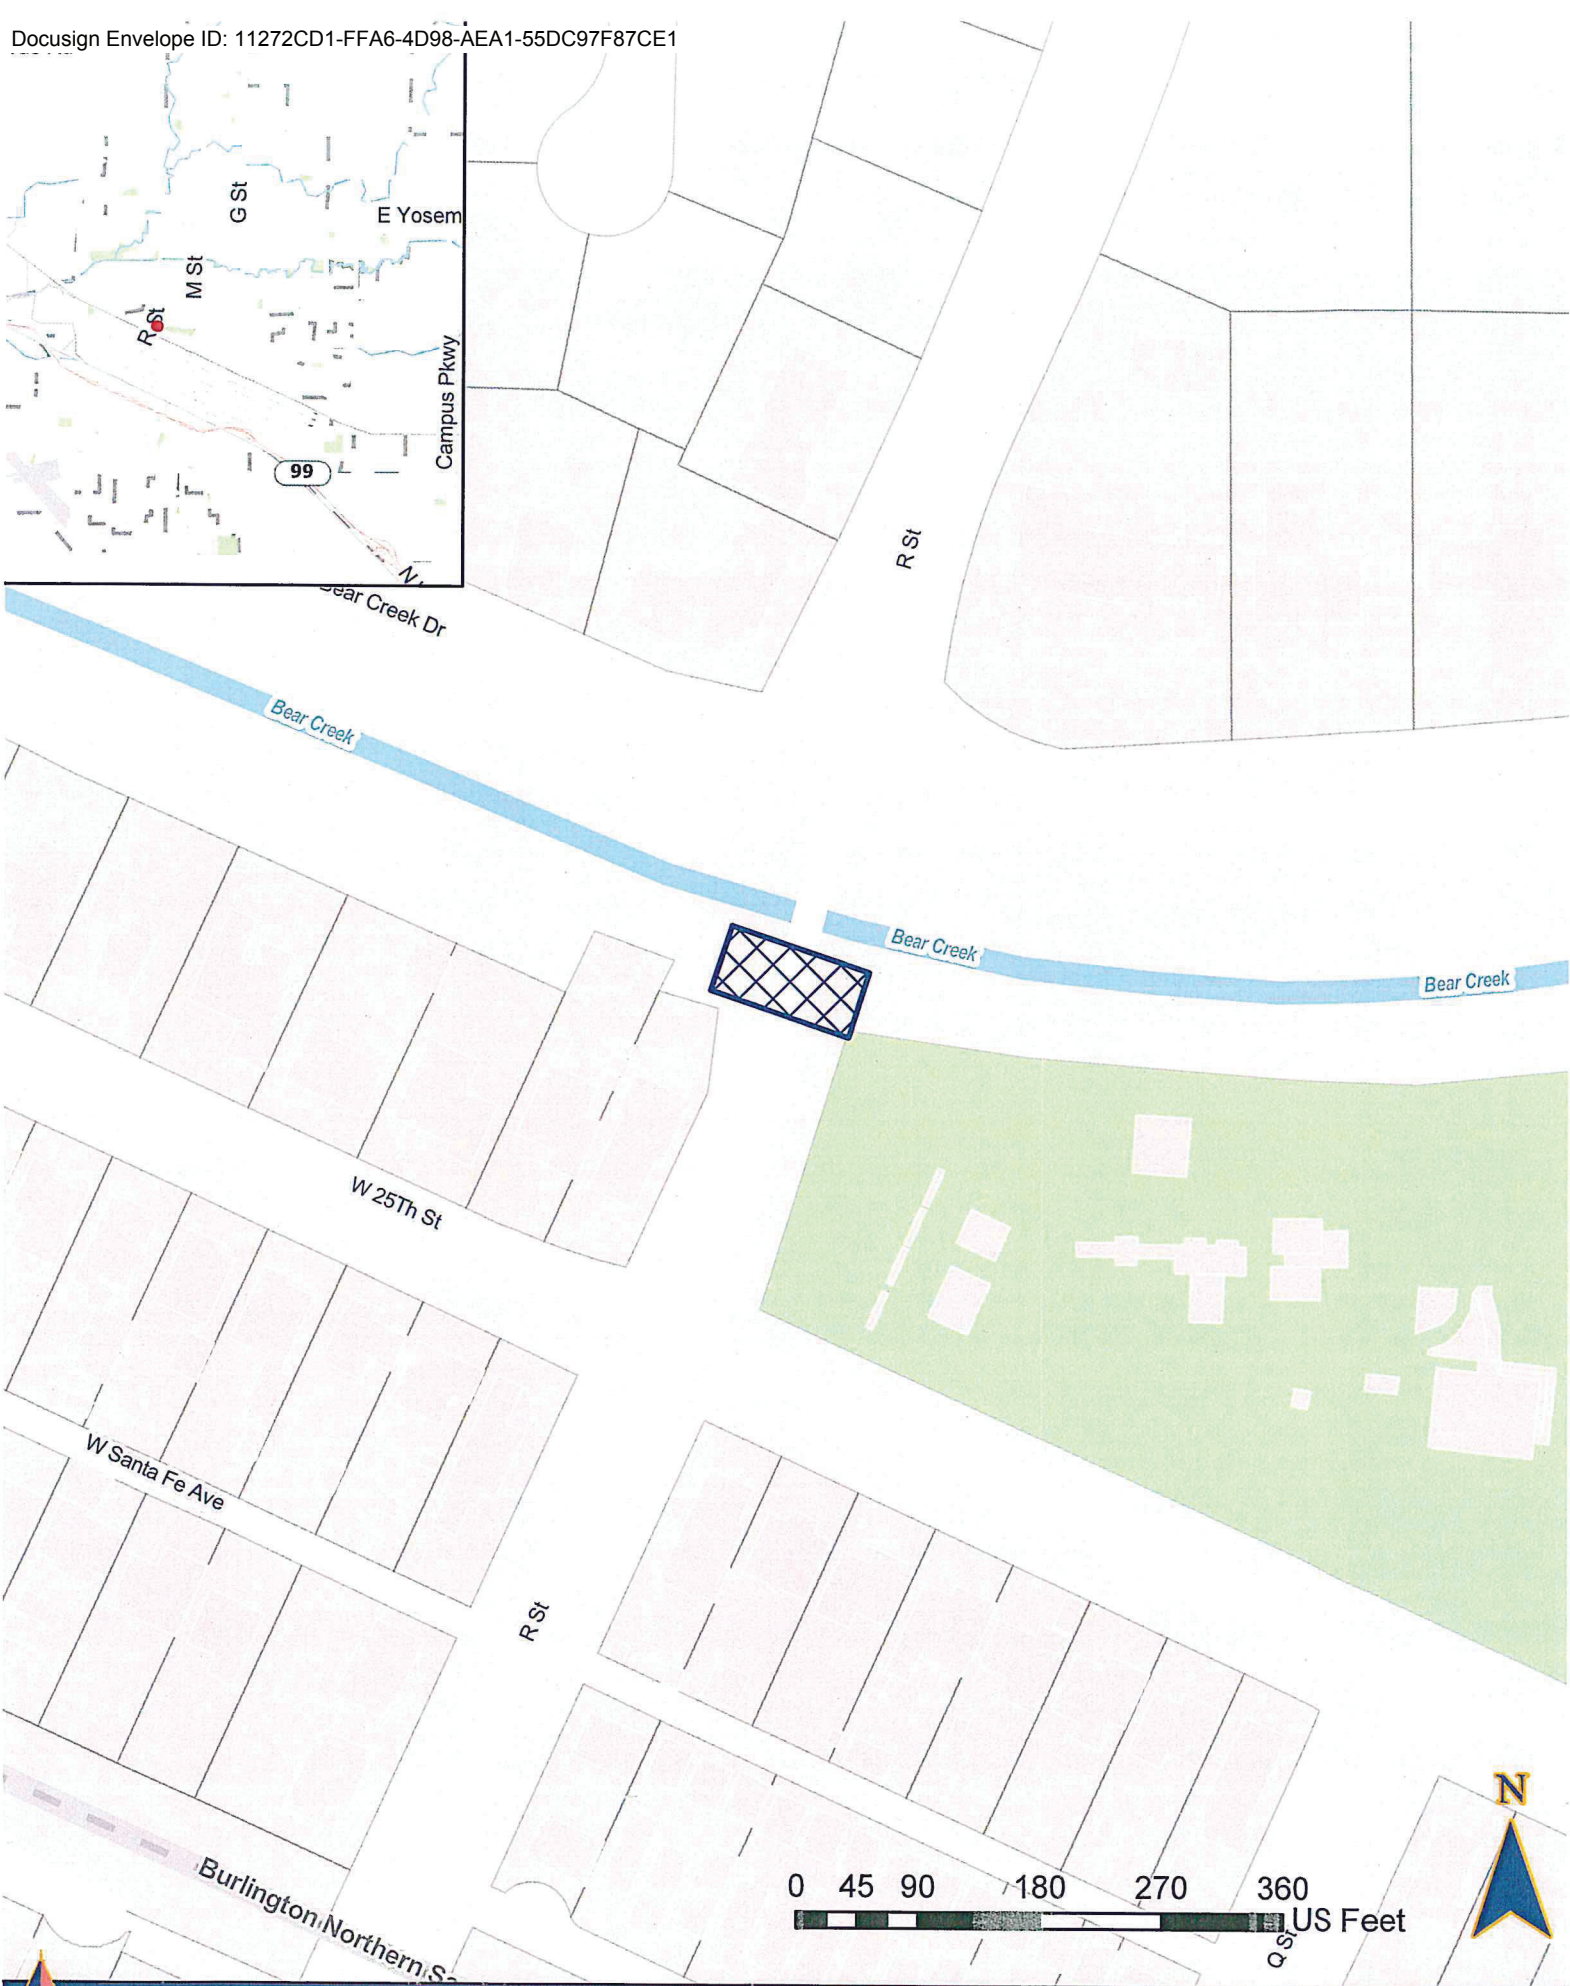 Docusign Envelope ID: 11272CD1-FFA6-4D98-AEA1-55DC97F87CE1
G St
E Yosem
M St
R St
Campus Pkwy
99
Bear Creek Dr
R St
Bear Creek
Bear Creek
Bear Creek
W 25Th St
W Santa Fe Ave
R St
N
Burlington Northern Sa
0 45 90 180 270 360
US Feet
Q St